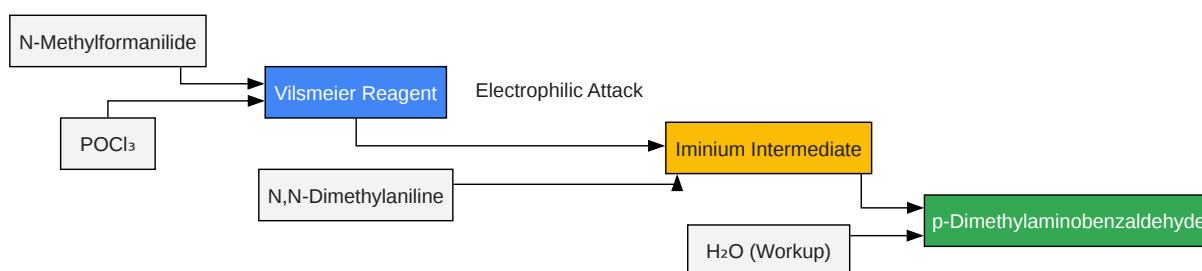 N-Methylformanilide
Vilsmeier Reagent
Electrophilic Attack
POCl₃
Iminium Intermediate
N,N-Dimethylaniline
p-Dimethylaminobenzaldehyde
H₂O (Workup)